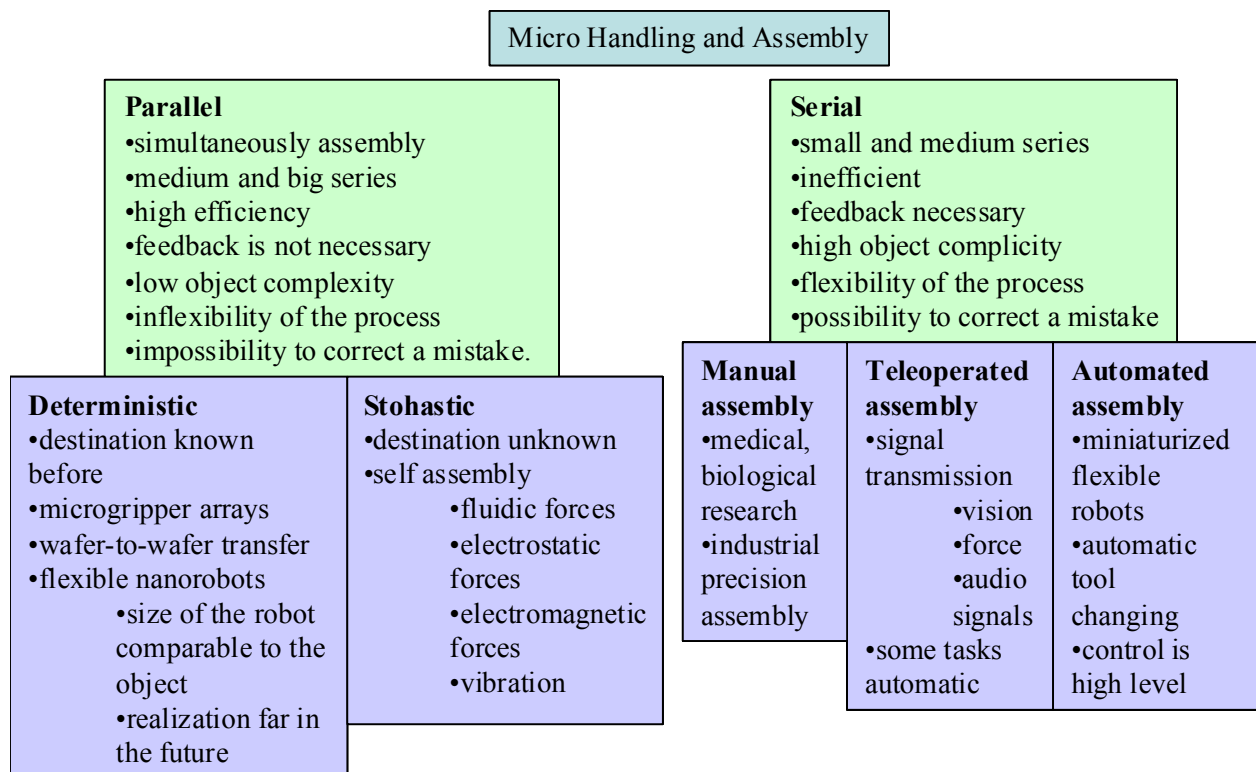 Micro Handling and Assembly
Parallel
•simultaneously assembly
•medium and big series
•high efficiency
•feedback is not necessary
•low object complexity
•inflexibility of the process
•impossibility to correct a mistake.
Serial
•small and medium series
•inefficient
•feedback necessary
•high object complicity
•flexibility of the process
•possibility to correct a mistake
Deterministic
•destination known
before
•microgripper arrays
•wafer-to-wafer transfer
•flexible nanorobots
•size of the robot
comparable to the
object
•realization far in
the future
Stohastic
•destination unknown
•self assembly
•fluidic forces
•electrostatic
forces
•electromagnetic
forces
•vibration
Manual
assembly
•medical,
biological
research
•industrial
precision
assembly
Teleoperated
assembly
•signal
transmission
•vision
•force
•audio
signals
•some tasks
automatic
Automated
assembly
•miniaturized
flexible
robots
•automatic
tool
changing
•control is
high level